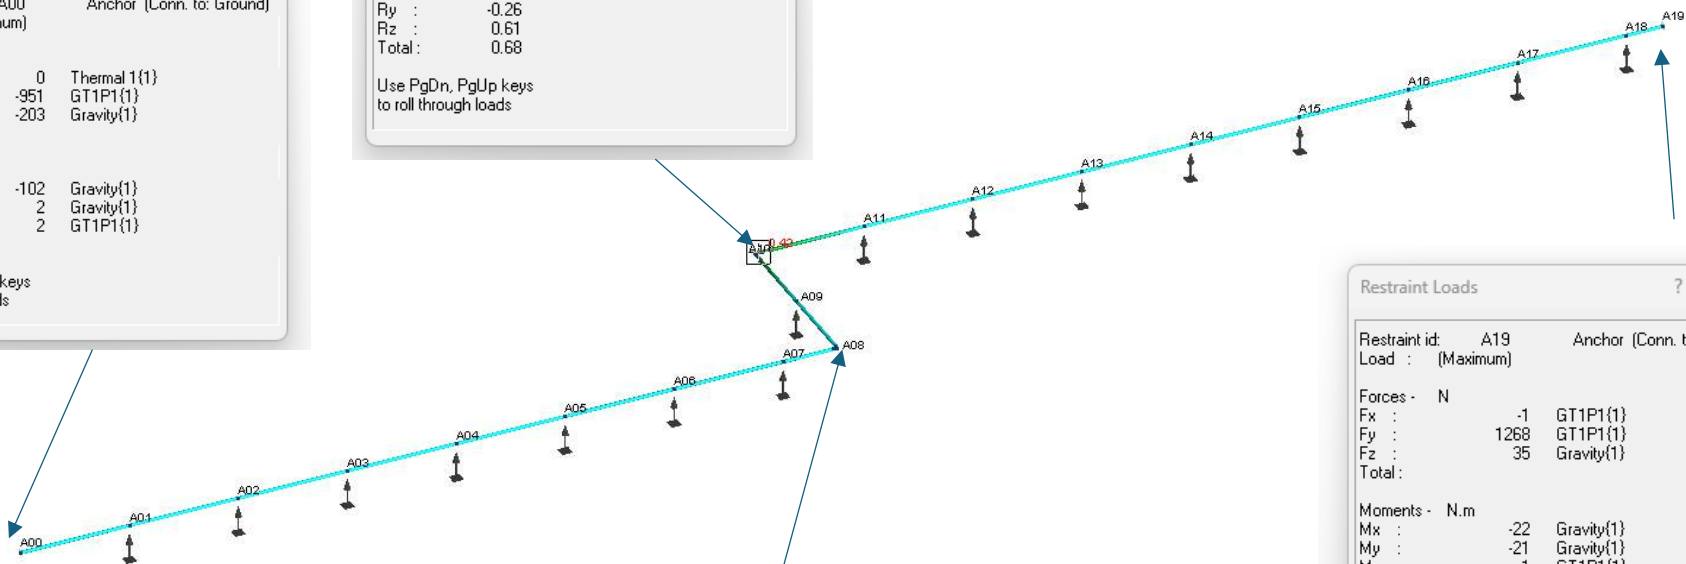 A00 Anchor (Conn. to: Ground)
0 Thermal 1{1}
-951 GT1P1{1}
-203 Gravity{1}
-102 Gravity{1}
2 Gravity{1}
2 GT1P1{1}
keys
Ry : -0.26
Rz : 0.61
Total : 0.68
Use PgDn, PgUp keys
to roll through loads
A19
A18
A17
A16
A15
A14
A13
A12
A11
A10
A09
A08
A07
A06
A05
A04
A03
A02
A01
A00
Restraint Loads ?
Restraint id: A19 Anchor (Conn. t
Load : (Maximum)
Forces - N
Fx : -1 GT1P1{1}
Fy : 1268 GT1P1{1}
Fz : 35 Gravity{1}
Total :
Moments - N.m
Mx : -22 Gravity{1}
My : -21 Gravity{1}